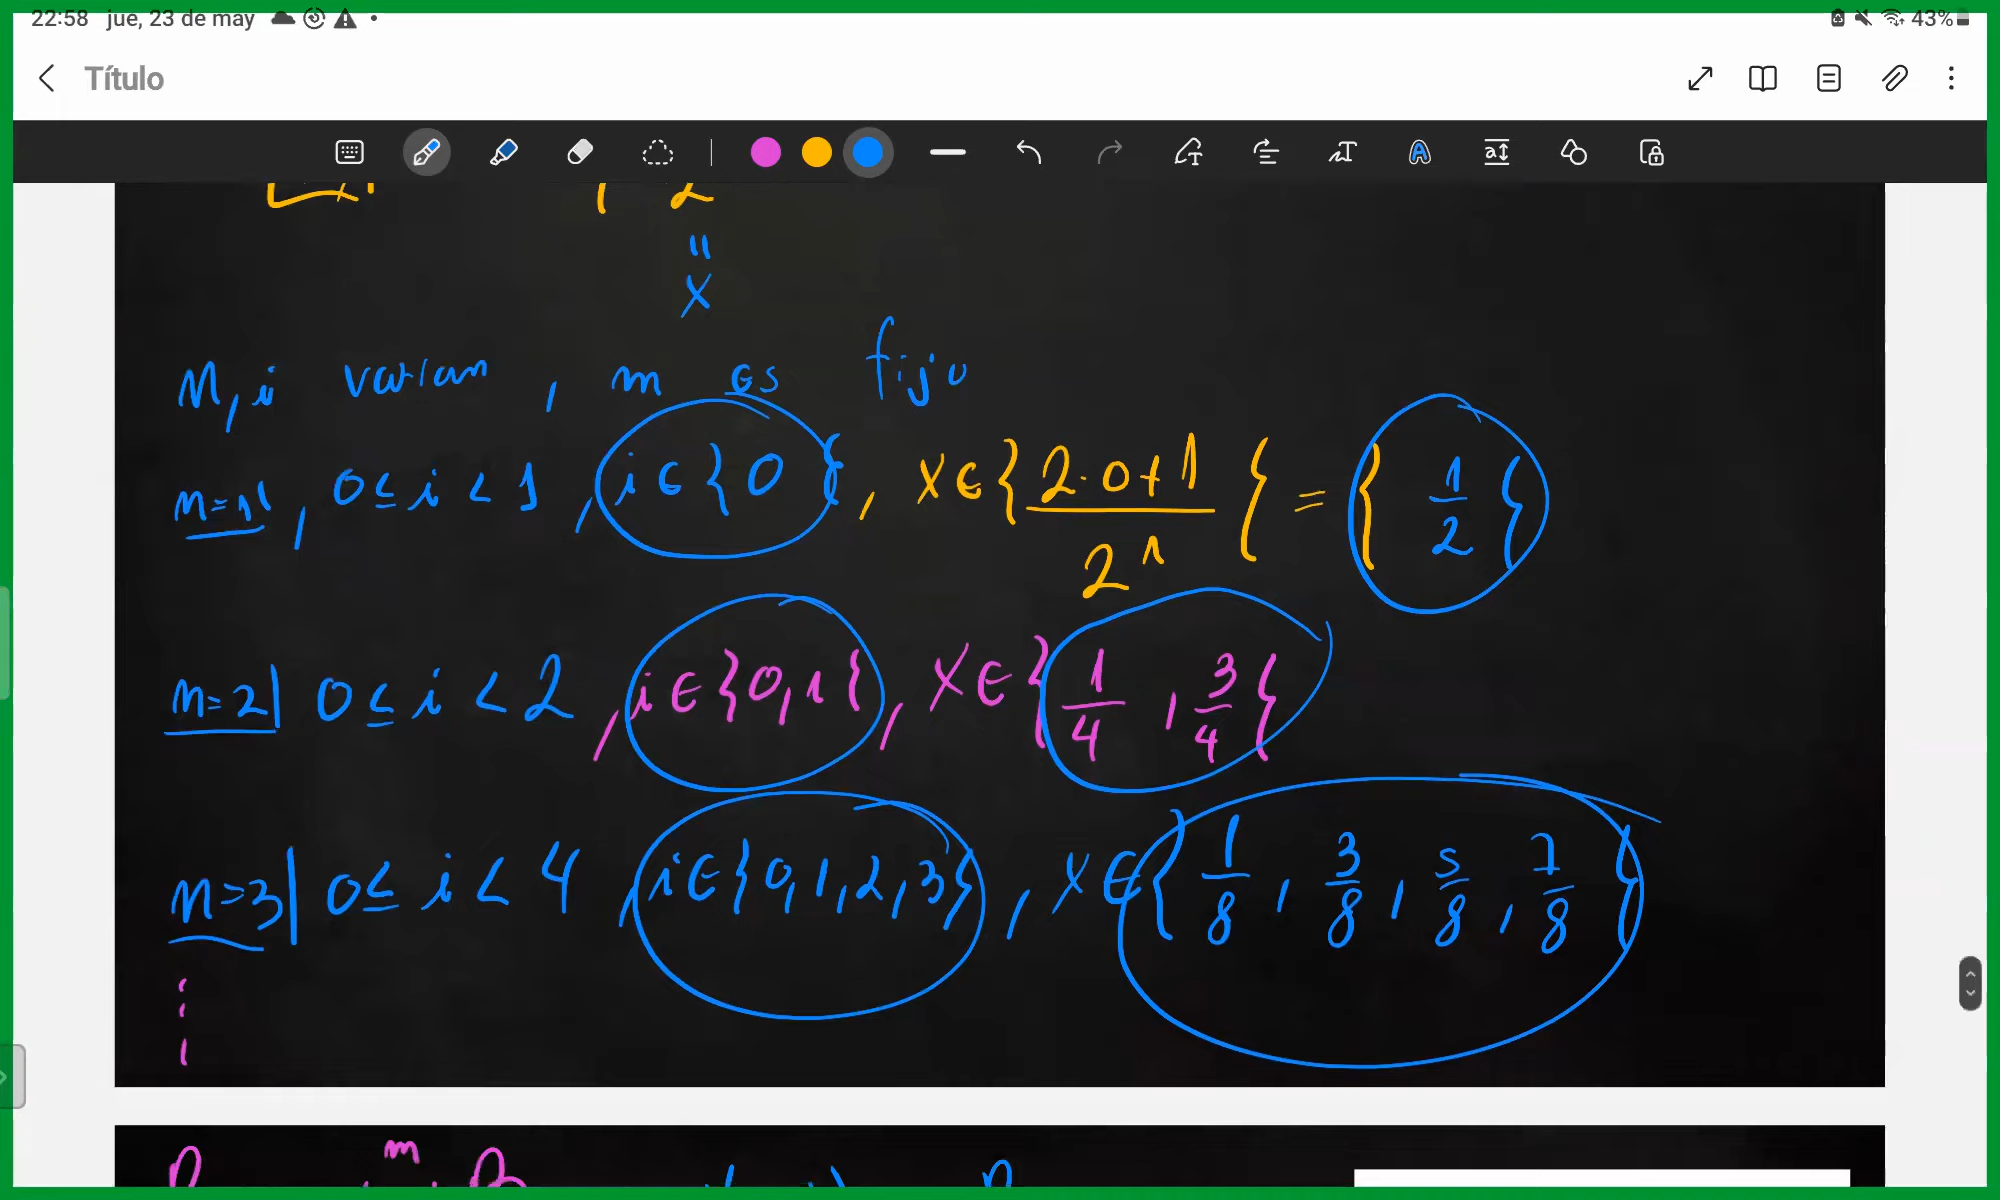 22:58 jue, 23 de may 43%
Título
"
x
n, i varian, m es fijo
n=1, 0≤i<1, i∈{0}, x∈{2·0+1/2^1}={1/2}
n=2| 0≤i<2, i∈{0,1}, x∈{1/4, 3/4}
n=3| 0≤i<4, i∈{0,1,2,3}, x∈{1/8, 3/8, 5/8, 7/8}
m